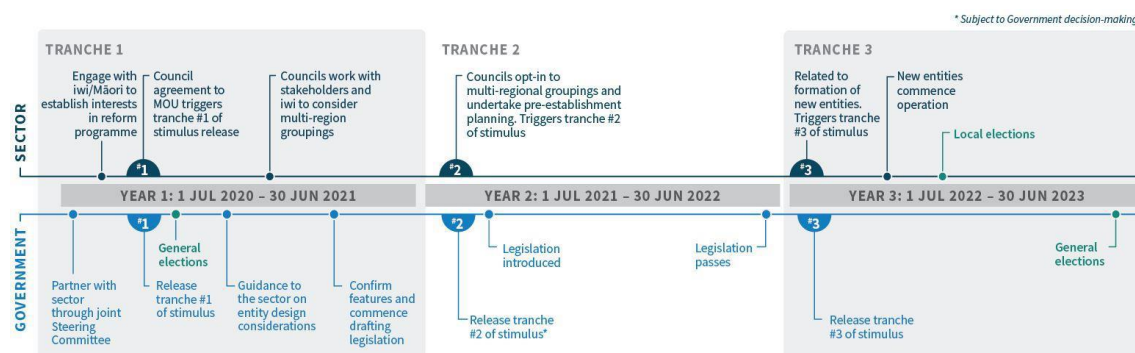 * Subject to Government decision-making
TRANCHE 1
TRANCHE 2
TRANCHE 3
SECTOR
Engage with
iwi/Māori to
establish interests
in reform
programme
Council
agreement to
MOU triggers
tranche #1 of
stimulus release
Councils work with
stakeholders and
iwi to consider
multi-region
groupings
Councils opt-in to
multi-regional groupings and
undertake pre-establishment
planning. Triggers tranche #2
of stimulus
Related to
formation of
new entities.
Triggers tranche
#3 of stimulus
New entities
commence
operation
Local elections
#1
#2
#3
YEAR 1: 1 JUL 2020 – 30 JUN 2021
YEAR 2: 1 JUL 2021 – 30 JUN 2022
YEAR 3: 1 JUL 2022 – 30 JUN 2023
GOVERNMENT
#1
#2
#3
Partner with
sector
through joint
Steering
Committee
Release
tranche #1
of stimulus
General
elections
Guidance to
the sector on
entity design
considerations
Confirm
features and
commence
drafting
legislation
Release tranche
#2 of stimulus*
Legislation
introduced
Legislation
passes
Release tranche
#3 of stimulus
General
elections